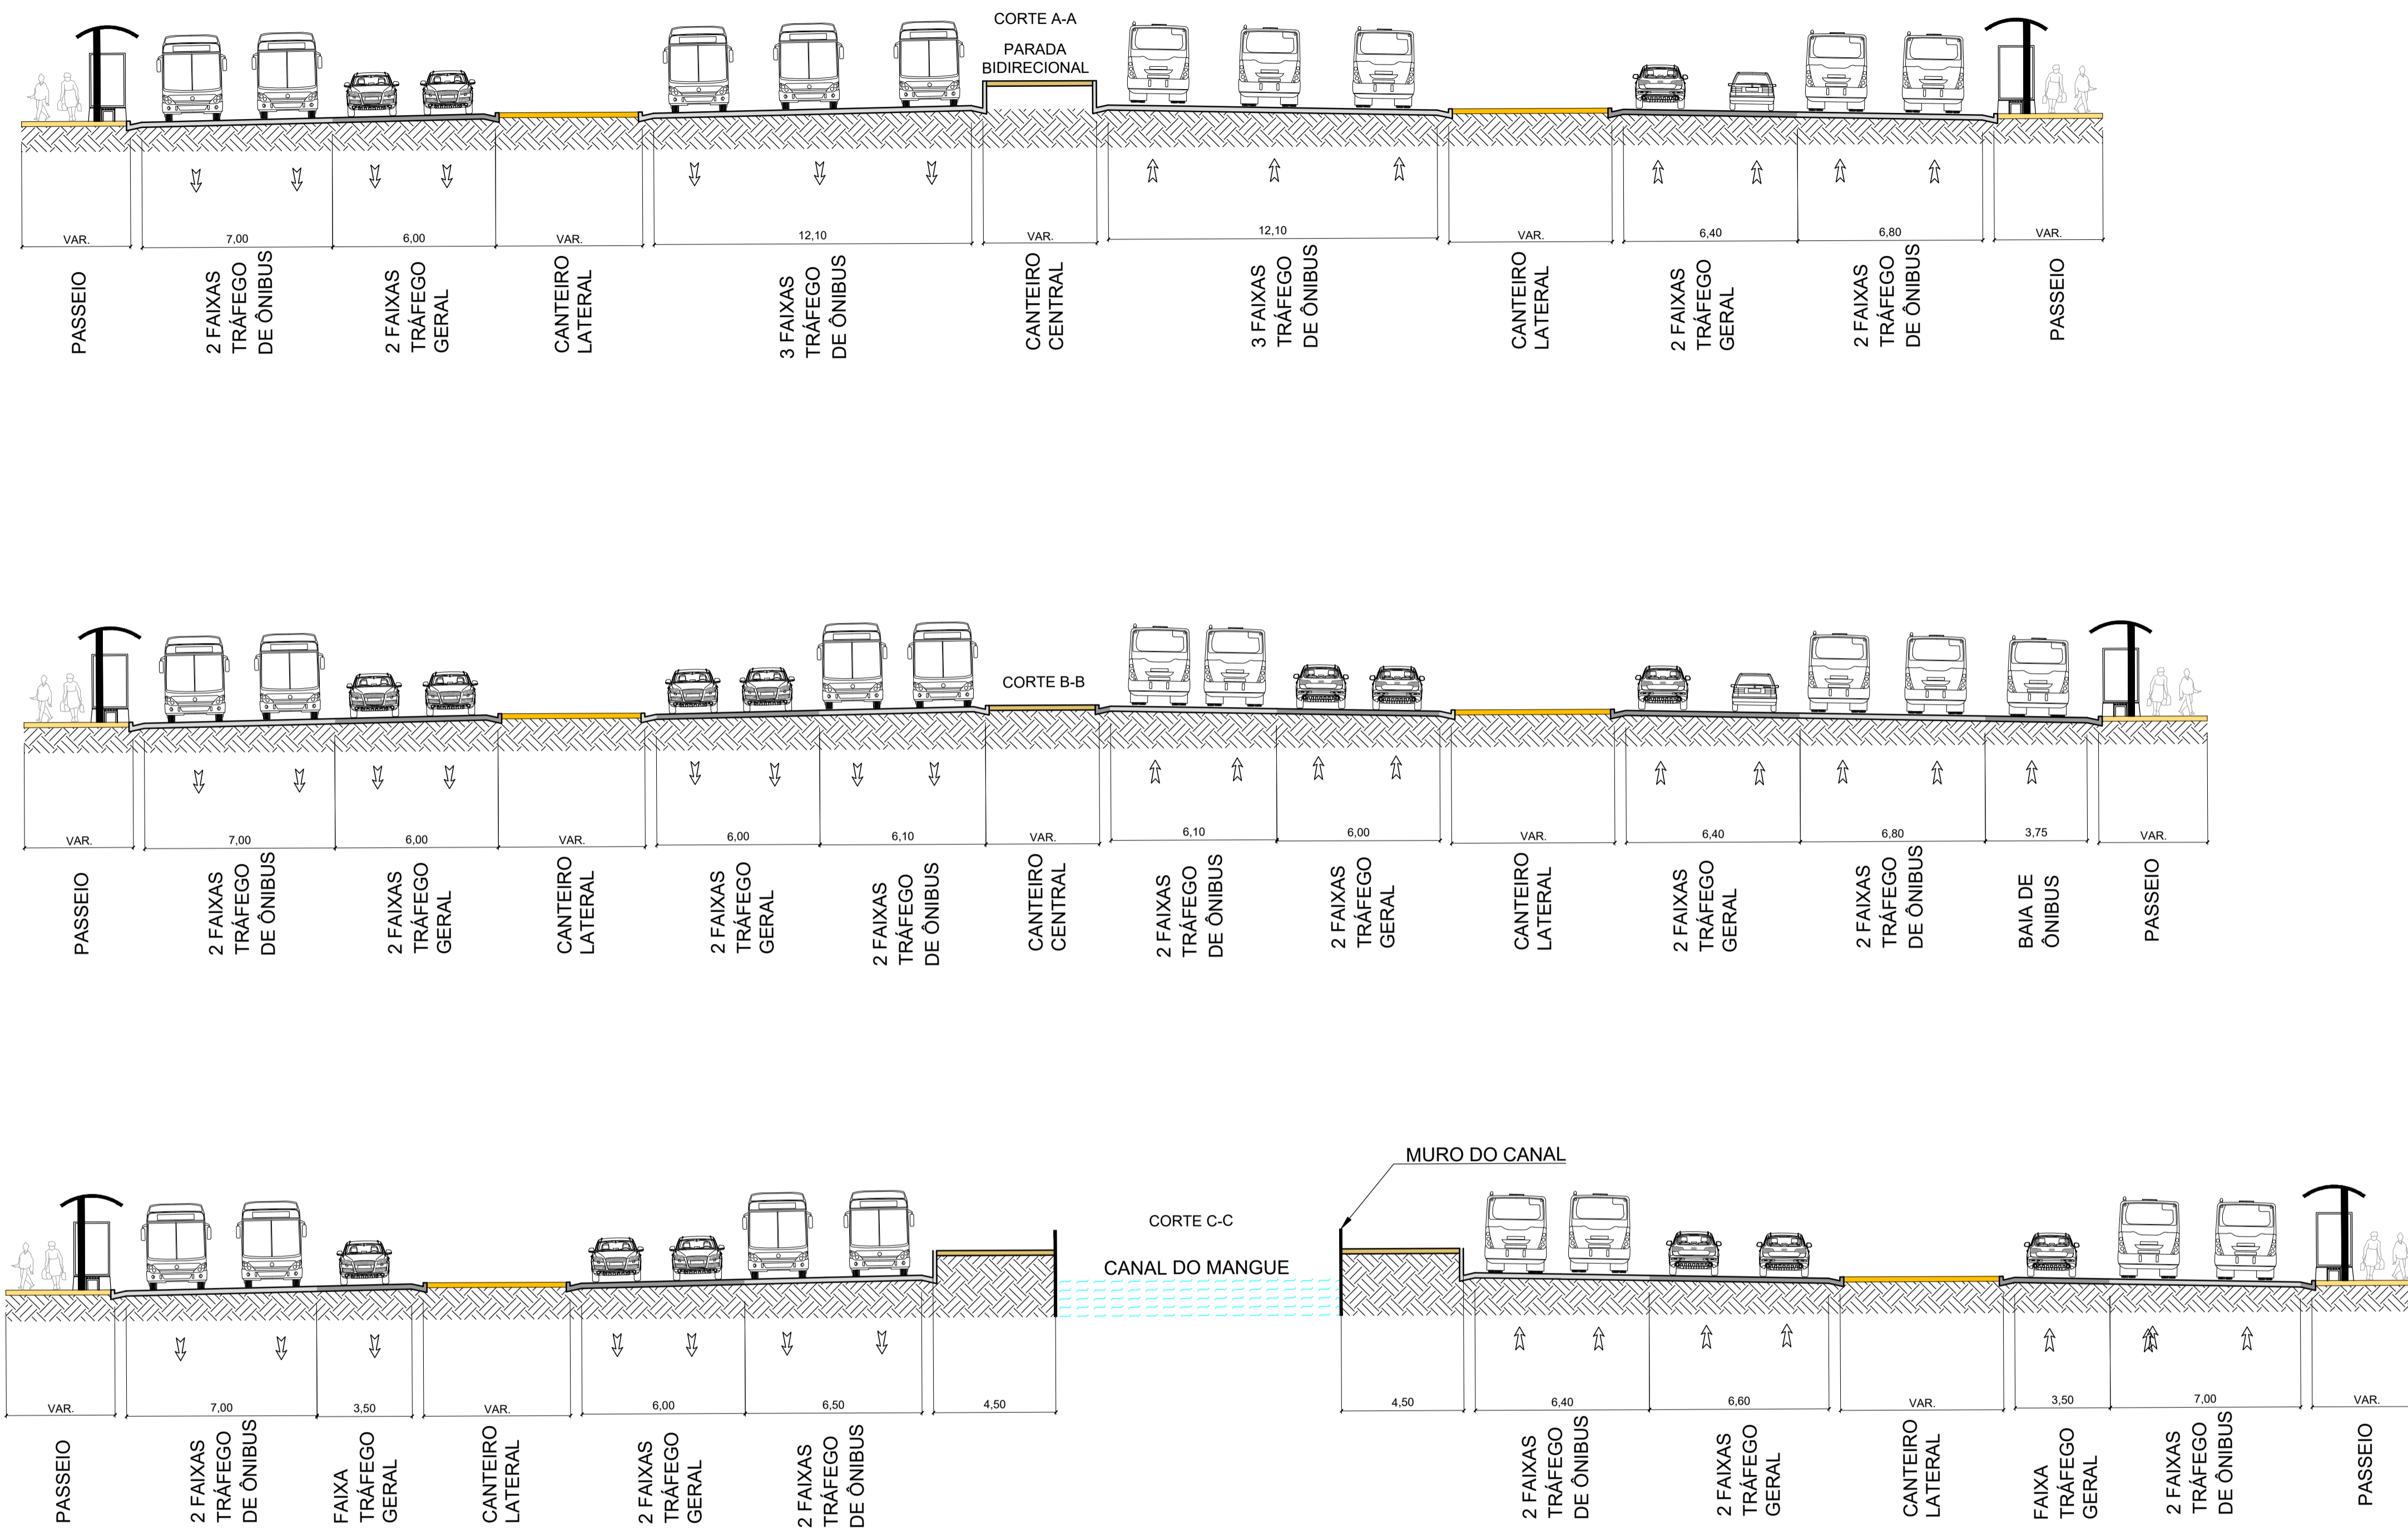 CORTE A-A
PARADA
BIDIRECIONAL
VAR.
7,00
6,00
VAR.
12,10
VAR.
12,10
VAR.
6,40
6,80
VAR.
PASSEIO
2 FAIXAS
TRÁFEGO
DE ÔNIBUS
2 FAIXAS
TRÁFEGO
GERAL
CANTEIRO
LATERAL
3 FAIXAS
TRÁFEGO
DE ÔNIBUS
CANTEIRO
CENTRAL
3 FAIXAS
TRÁFEGO
DE ÔNIBUS
CANTEIRO
LATERAL
2 FAIXAS
TRÁFEGO
GERAL
2 FAIXAS
TRÁFEGO
DE ÔNIBUS
PASSEIO
CORTE B-B
VAR.
7,00
6,00
VAR.
6,00
6,10
VAR.
6,10
6,00
VAR.
6,40
6,80
3,75
VAR.
PASSEIO
2 FAIXAS
TRÁFEGO
DE ÔNIBUS
2 FAIXAS
TRÁFEGO
GERAL
CANTEIRO
LATERAL
2 FAIXAS
TRÁFEGO
GERAL
2 FAIXAS
TRÁFEGO
DE ÔNIBUS
CANTEIRO
CENTRAL
2 FAIXAS
TRÁFEGO
DE ÔNIBUS
2 FAIXAS
TRÁFEGO
GERAL
CANTEIRO
LATERAL
2 FAIXAS
TRÁFEGO
GERAL
2 FAIXAS
TRÁFEGO
DE ÔNIBUS
BAIA DE
ÔNIBUS
PASSEIO
MURO DO CANAL
CORTE C-C
CANAL DO MANGUE
VAR.
7,00
3,50
VAR.
6,00
6,50
4,50
4,50
6,40
6,60
VAR.
3,50
7,00
VAR.
PASSEIO
2 FAIXAS
TRÁFEGO
DE ÔNIBUS
FAIXA
TRÁFEGO
GERAL
CANTEIRO
LATERAL
2 FAIXAS
TRÁFEGO
GERAL
2 FAIXAS
TRÁFEGO
DE ÔNIBUS
2 FAIXAS
TRÁFEGO
DE ÔNIBUS
2 FAIXAS
TRÁFEGO
GERAL
CANTEIRO
LATERAL
FAIXA
TRÁFEGO
GERAL
2 FAIXAS
TRÁFEGO
DE ÔNIBUS
PASSEIO